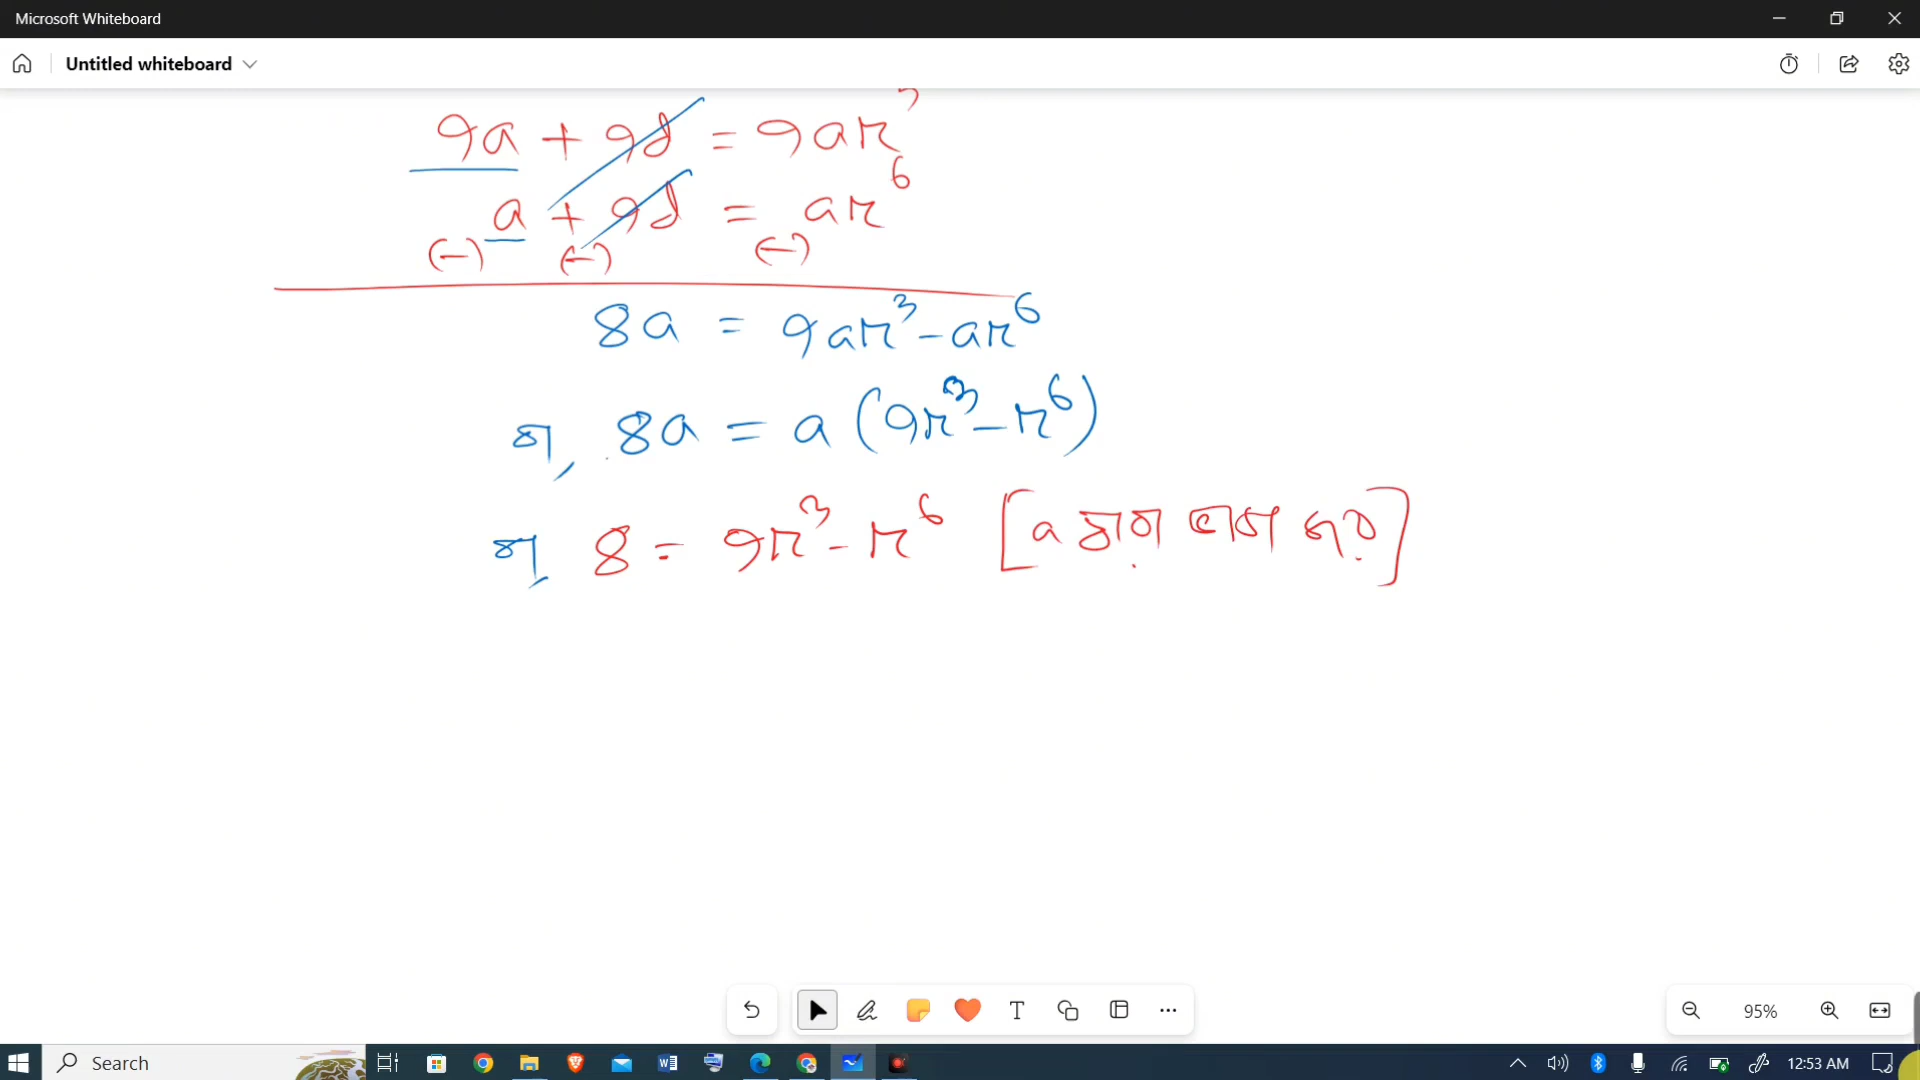 Microsoft Whiteboard
Untitled whiteboard
9a + 9d = 9ar³
a + 9d = ar⁶
(−) (−) (−)
8a = 9ar³ − ar⁶
বা, 8a = a (9r³ − r⁶)
বা, 8 = 9r³ − r⁶ [a দ্বারা ভাগ করে]
95%
Search
12:53 AM